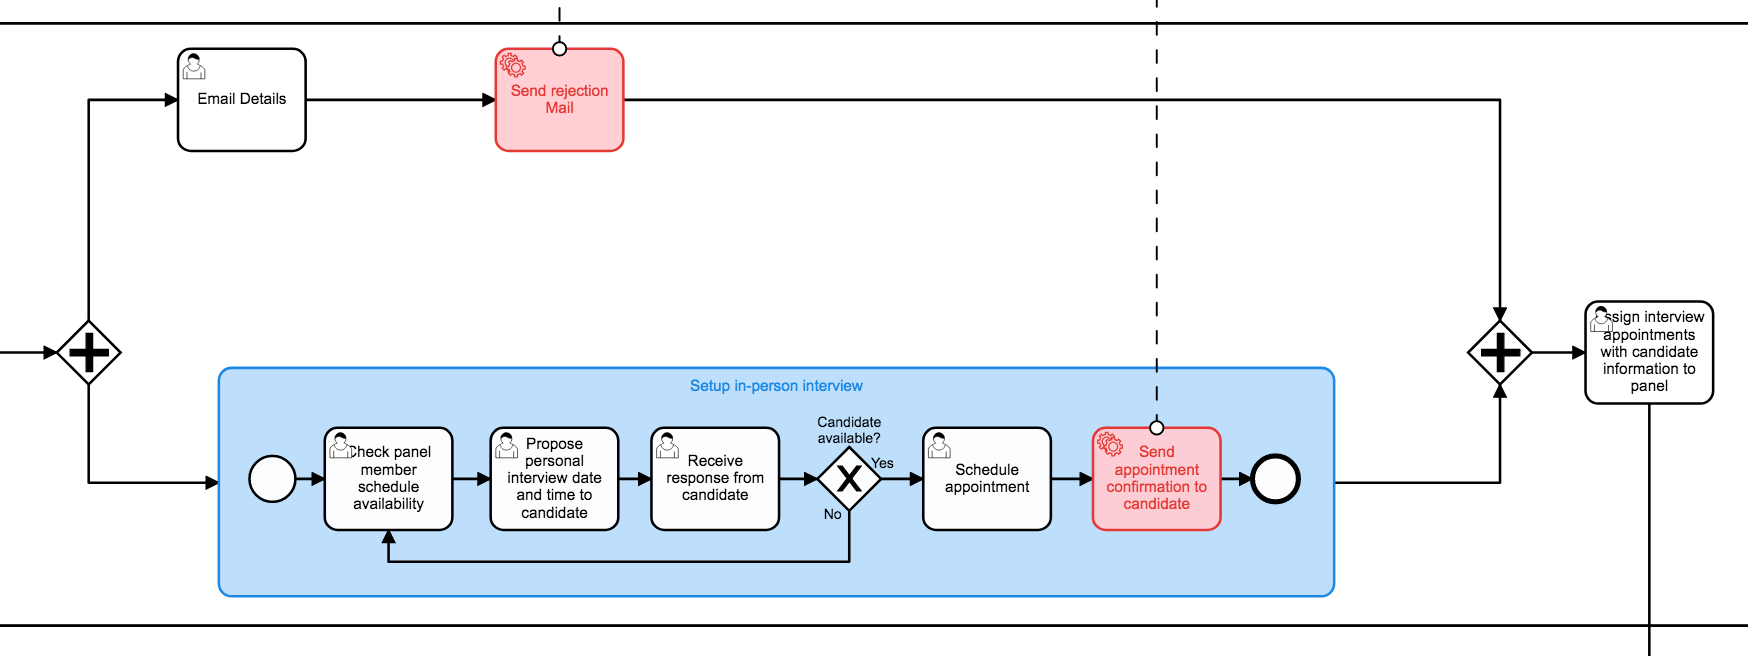 Email Details
Send rejection
Mail
Setup in-person interview
Check panel
member
schedule
availability
Propose
personal
interview date
and time to
candidate
Receive
response from
candidate
Candidate
available?
Yes
No
Schedule
appointment
Send
appointment
confirmation to
candidate
ssign interview
appointments
with candidate
information to
panel